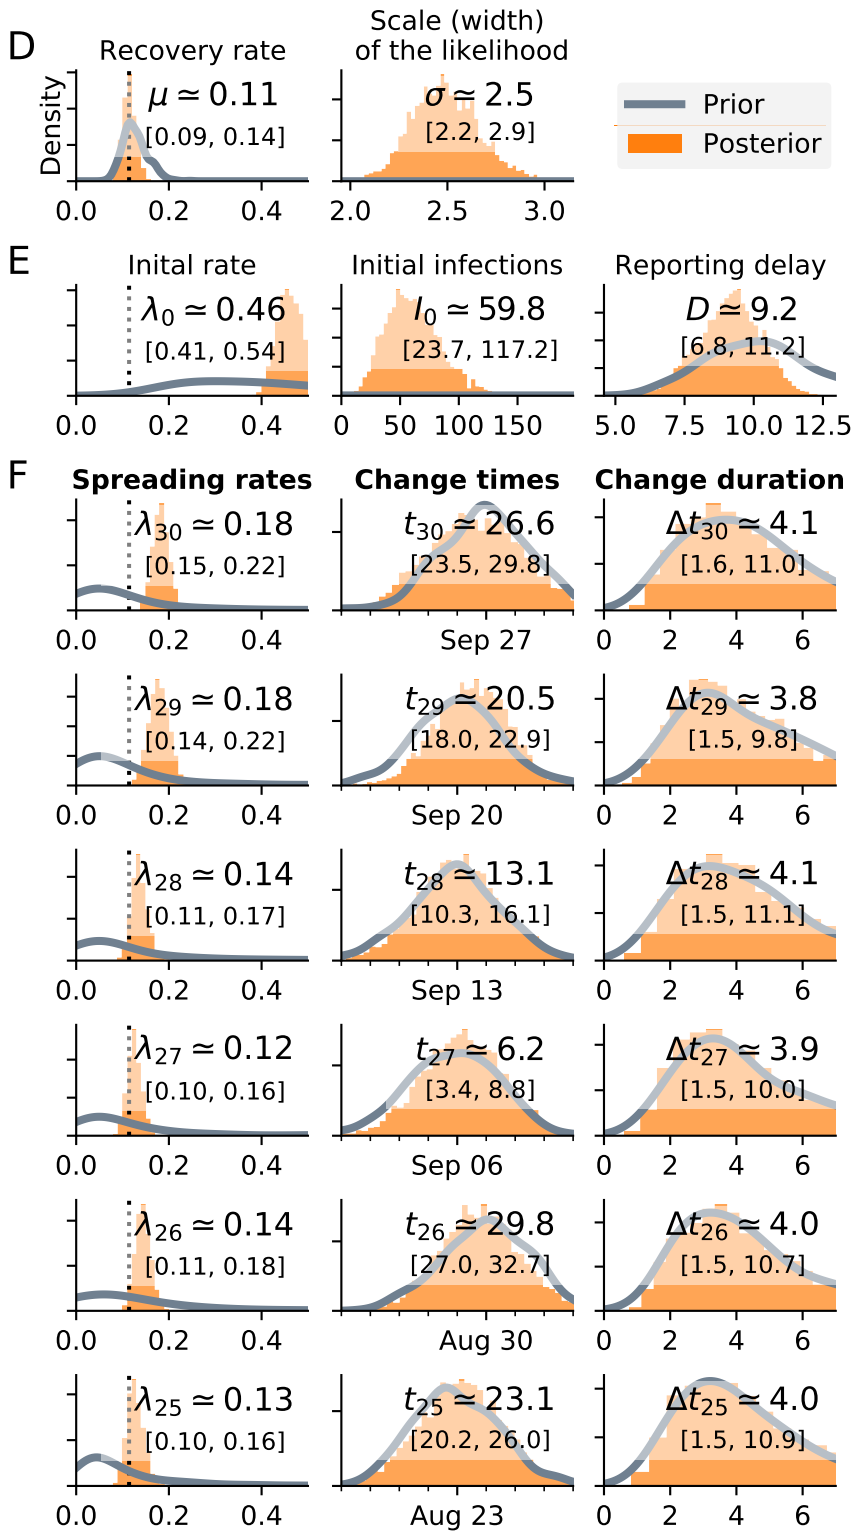 D
Recovery rate
Scale (width)
of the likelihood
Density
μ ≃ 0.11
[0.09, 0.14]
0.0 0.2 0.4
σ ≃ 2.5
[2.2, 2.9]
2.0 2.5 3.0
Prior
Posterior
E
Inital rate
λ0 ≃ 0.46
[0.41, 0.54]
0.0 0.2 0.4
Initial infections
I0 ≃ 59.8
[23.7, 117.2]
0 50 100 150
Reporting delay
D ≃ 9.2
[6.8, 11.2]
5.0 7.5 10.0 12.5
F
Spreading rates
Change times
Change duration
λ30 ≃ 0.18
[0.15, 0.22]
0.0 0.2 0.4
t30 ≃ 26.6
[23.5, 29.8]
Sep 27
Δt30 ≃ 4.1
[1.6, 11.0]
0 2 4 6
λ29 ≃ 0.18
[0.14, 0.22]
0.0 0.2 0.4
t29 ≃ 20.5
[18.0, 22.9]
Sep 20
Δt29 ≃ 3.8
[1.5, 9.8]
0 2 4 6
λ28 ≃ 0.14
[0.11, 0.17]
0.0 0.2 0.4
t28 ≃ 13.1
[10.3, 16.1]
Sep 13
Δt28 ≃ 4.1
[1.5, 11.1]
0 2 4 6
λ27 ≃ 0.12
[0.10, 0.16]
0.0 0.2 0.4
t27 ≃ 6.2
[3.4, 8.8]
Sep 06
Δt27 ≃ 3.9
[1.5, 10.0]
0 2 4 6
λ26 ≃ 0.14
[0.11, 0.18]
0.0 0.2 0.4
t26 ≃ 29.8
[27.0, 32.7]
Aug 30
Δt26 ≃ 4.0
[1.5, 10.7]
0 2 4 6
λ25 ≃ 0.13
[0.10, 0.16]
0.0 0.2 0.4
t25 ≃ 23.1
[20.2, 26.0]
Aug 23
Δt25 ≃ 4.0
[1.5, 10.9]
0 2 4 6